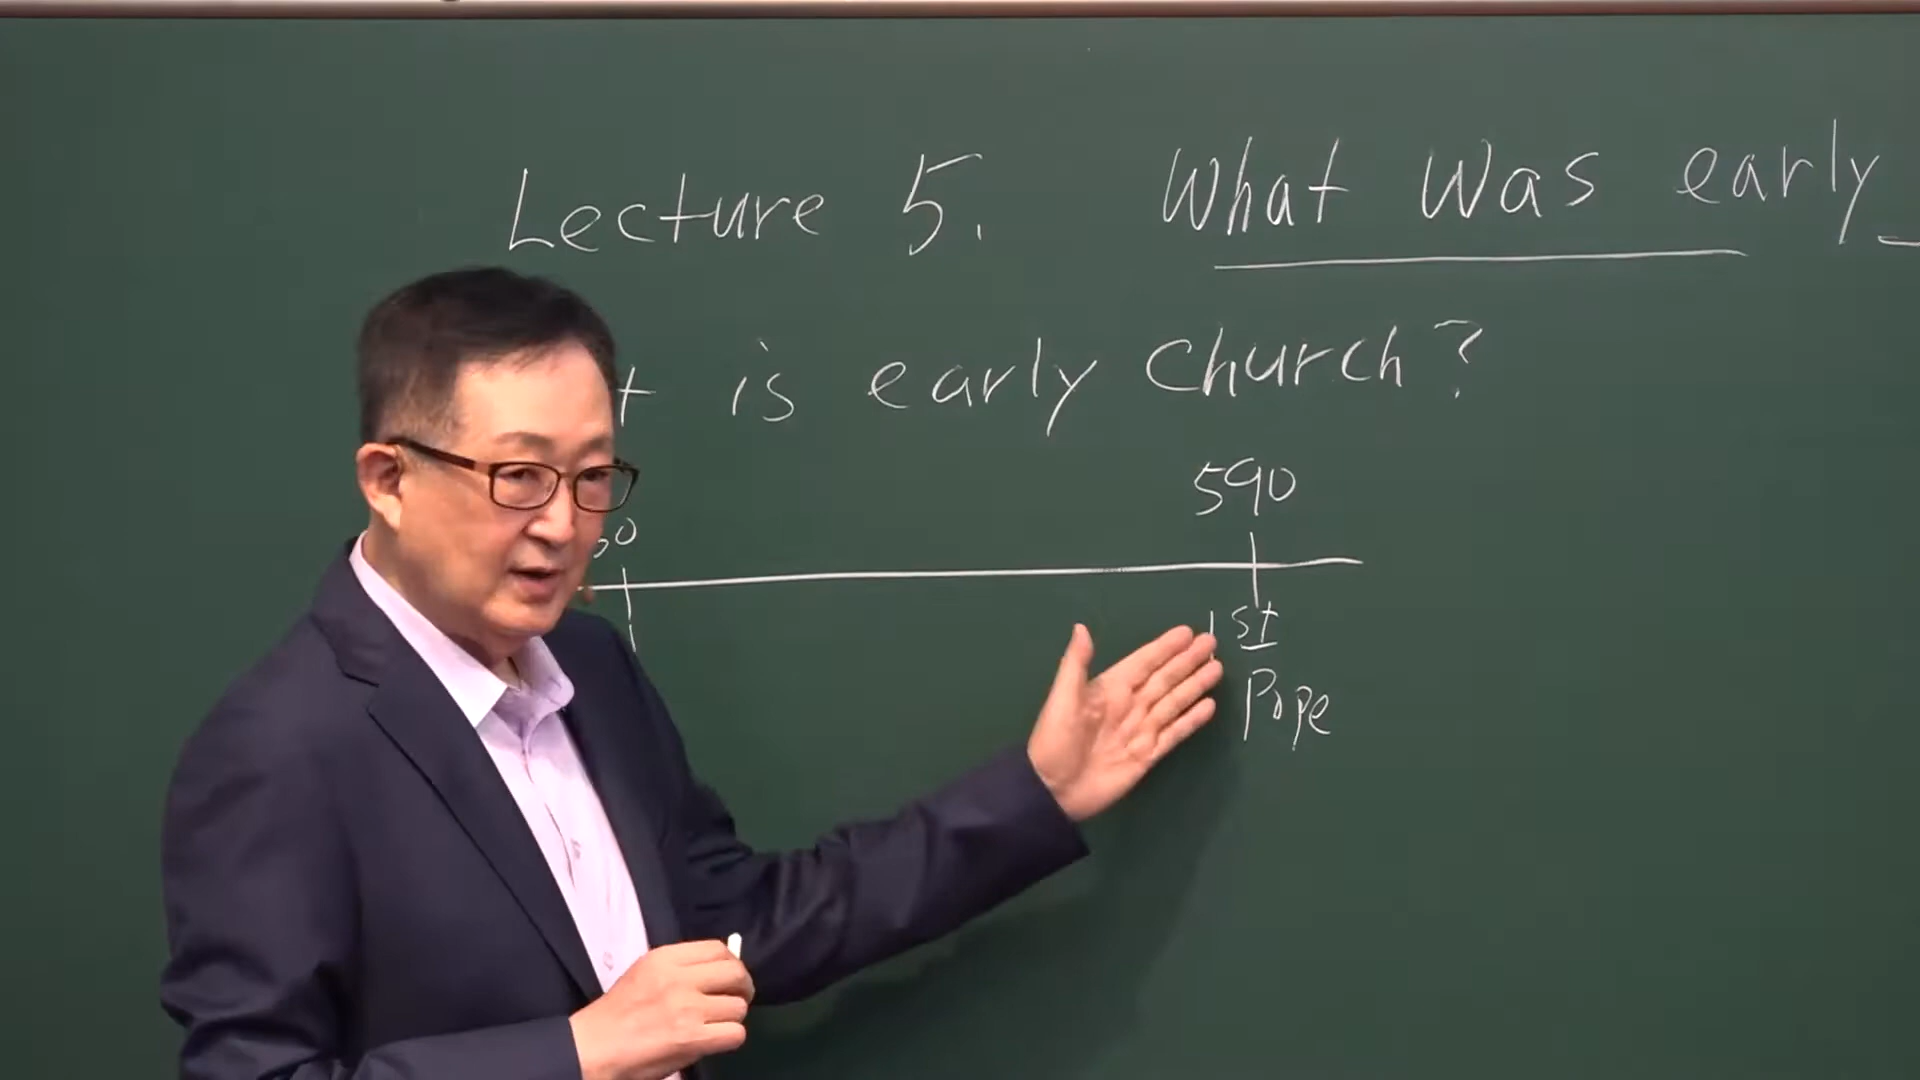 Lecture 5. What was early
is early church?
590
1st
Pope